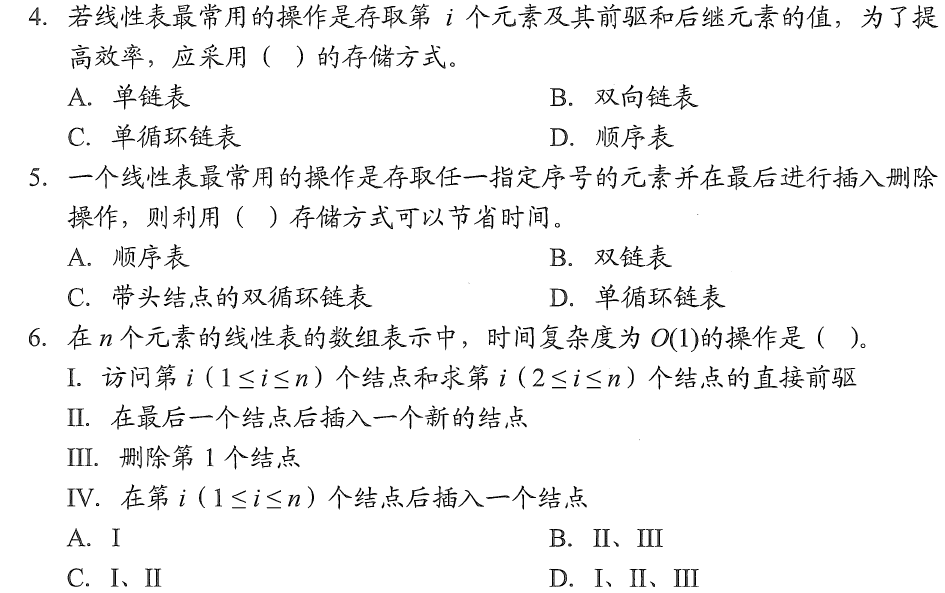 4. 若线性表最常用的操作是存取第 i 个元素及其前驱和后继元素的值，为了提
高效率，应采用（ ）的存储方式。
A. 单链表 B. 双向链表
C. 单循环链表 D. 顺序表
5. 一个线性表最常用的操作是存取任一指定序号的元素并在最后进行插入删除
操作，则利用（ ）存储方式可以节省时间。
A. 顺序表 B. 双链表
C. 带头结点的双循环链表 D. 单循环链表
6. 在 n 个元素的线性表的数组表示中，时间复杂度为 O(1)的操作是（ ）。
I. 访问第 i（1≤i≤n）个结点和求第 i（2≤i≤n）个结点的直接前驱
II. 在最后一个结点后插入一个新的结点
III. 删除第 1 个结点
IV. 在第 i（1≤i≤n）个结点后插入一个结点
A. I B. II、III
C. I、II D. I、II、III